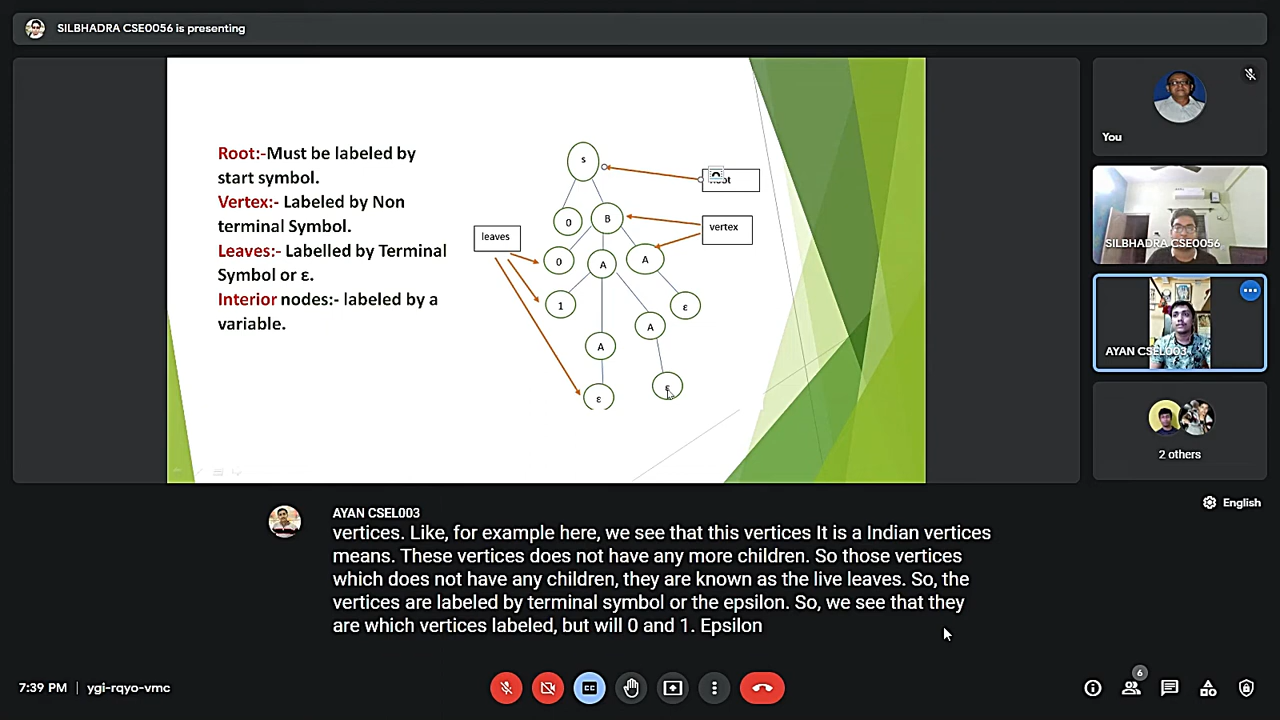 SILBHADRA CSE0056 is presenting
Root:-Must be labeled by
start symbol.
Vertex:- Labeled by Non
terminal Symbol.
Leaves:- Labelled by Terminal
Symbol or ε.
Interior nodes:- labeled by a
variable.
s
0
B
vertex
leaves
0
A
A
1
A
ε
A
ε
You
SILBHADRA CSE0056
AYAN CSEL003
2 others
English
AYAN CSEL003
vertices. Like, for example here, we see that this vertices It is a Indian vertices
means. These vertices does not have any more children. So those vertices
which does not have any children, they are known as the live leaves. So, the
vertices are labeled by terminal symbol or the epsilon. So, we see that they
are which vertices labeled, but will 0 and 1. Epsilon
7:39 PM | ygi-rqyo-vmc
CC
6